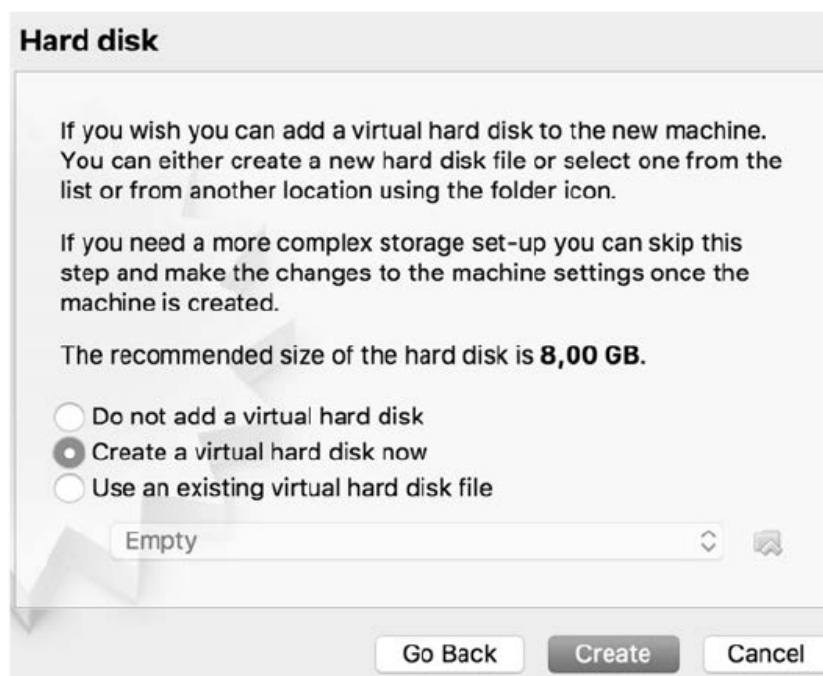 Hard disk
If you wish you can add a virtual hard disk to the new machine.
You can either create a new hard disk file or select one from the
list or from another location using the folder icon.
If you need a more complex storage set-up you can skip this
step and make the changes to the machine settings once the
machine is created.
The recommended size of the hard disk is 8,00 GB.
Do not add a virtual hard disk
Create a virtual hard disk now
Use an existing virtual hard disk file
Empty
Go Back Create Cancel